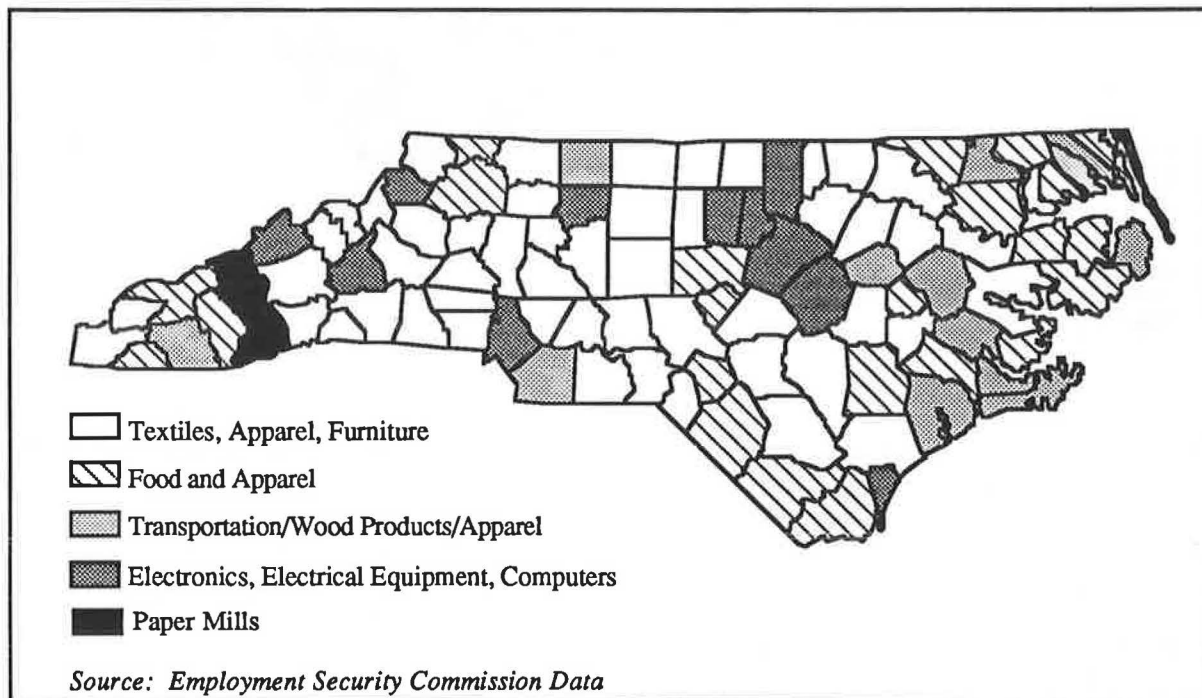 Textiles, Apparel, Furniture
Food and Apparel
Transportation/Wood Products/Apparel
Electronics, Electrical Equipment, Computers
Paper Mills
Source: Employment Security Commission Data